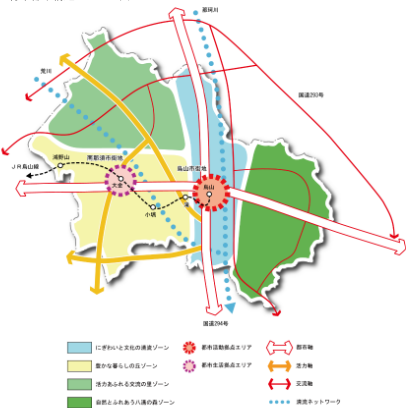 那珂川
荒川
国道293号
鴻野山
南那須市街地
烏山市街地
JR烏山線
大金
烏山
滝
小塙
国道294号
にぎわいと文化の清流ゾーン
都市活動拠点エリア
都市軸
豊かな暮らしの丘ゾーン
都市生活拠点エリア
活力軸
活力あふれる交流の里ゾーン
交流軸
自然とふれあう八溝の森ゾーン
清流ネットワーク